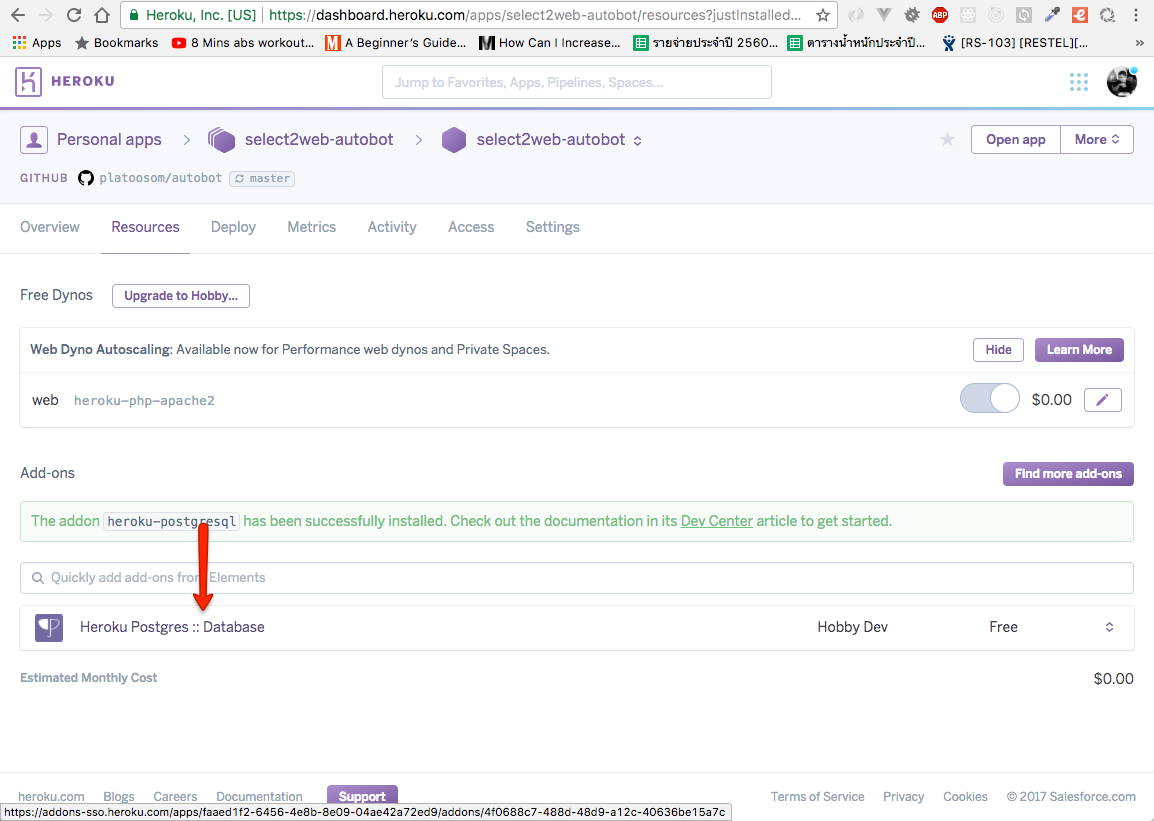 Heroku, Inc. [US] https://dashboard.heroku.com/apps/select2web-autobot/resources?justInstalled...
ABP
Apps Bookmarks 8 Mins abs workout... A Beginner's Guide... How Can I Increase... รายจ่ายประจำปี 2560... ตารางน้ำหนักประจำปี... [RS-103] [RESTEL][... »
HEROKU Jump to Favorites, Apps, Pipelines, Spaces...
Personal apps > select2web-autobot > select2web-autobot Open app More
GITHUB platoosom/autobot master
Overview Resources Deploy Metrics Activity Access Settings
Free Dynos Upgrade to Hobby...
Web Dyno Autoscaling: Available now for Performance web dynos and Private Spaces. Hide Learn More
web heroku-php-apache2 $0.00
Add-ons Find more add-ons
The addon heroku-postgresql has been successfully installed. Check out the documentation in its Dev Center article to get started.
Quickly add add-ons from Elements
Heroku Postgres :: Database Hobby Dev Free
Estimated Monthly Cost $0.00
heroku.com Blogs Careers Documentation Support Terms of Service Privacy Cookies © 2017 Salesforce.com
https://addons-sso.heroku.com/apps/faaed1f2-6456-4e8b-8e09-04ae42a72ed9/addons/4f0688c7-488d-48d9-a12c-40636be15a7c